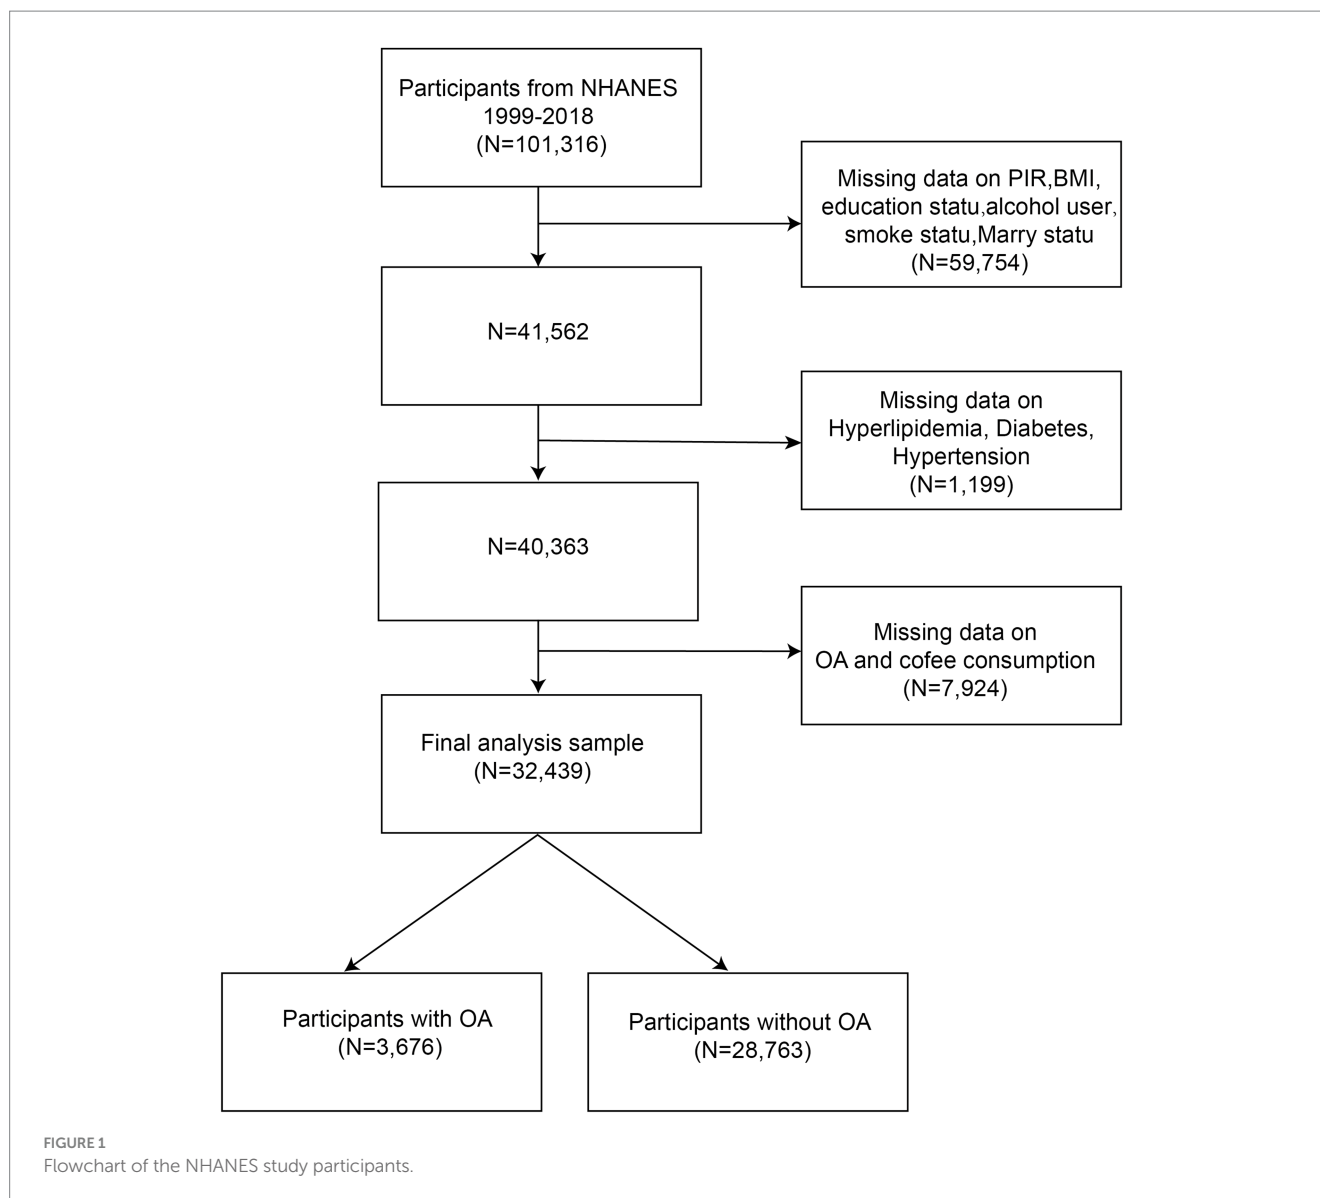 Participants from NHANES
1999-2018
(N=101,316)
Missing data on PIR,BMI,
education statu,alcohol user,
smoke statu,Marry statu
(N=59,754)
N=41,562
Missing data on
Hyperlipidemia, Diabetes,
Hypertension
(N=1,199)
N=40,363
Missing data on
OA and cofee consumption
(N=7,924)
Final analysis sample
(N=32,439)
Participants with OA
(N=3,676)
Participants without OA
(N=28,763)
FIGURE 1
Flowchart of the NHANES study participants.